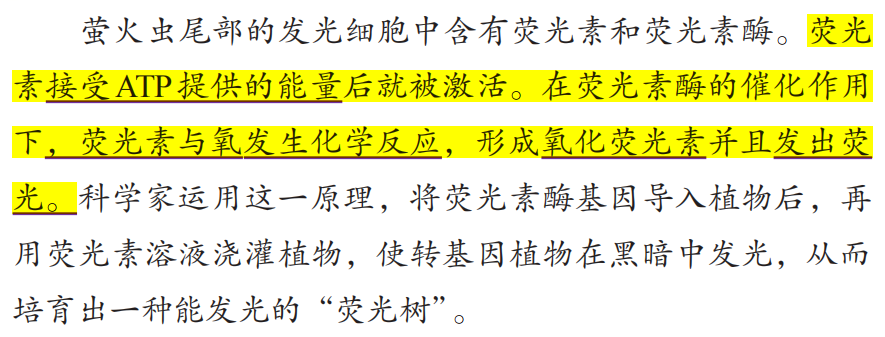 萤火虫尾部的发光细胞中含有荧光素和荧光素酶。荧光
素接受ATP提供的能量后就被激活。在荧光素酶的催化作用
下，荧光素与氧发生化学反应，形成氧化荧光素并且发出荧
光。科学家运用这一原理，将荧光素酶基因导入植物后，再
用荧光素溶液浇灌植物，使转基因植物在黑暗中发光，从而
培育出一种能发光的“荧光树”。